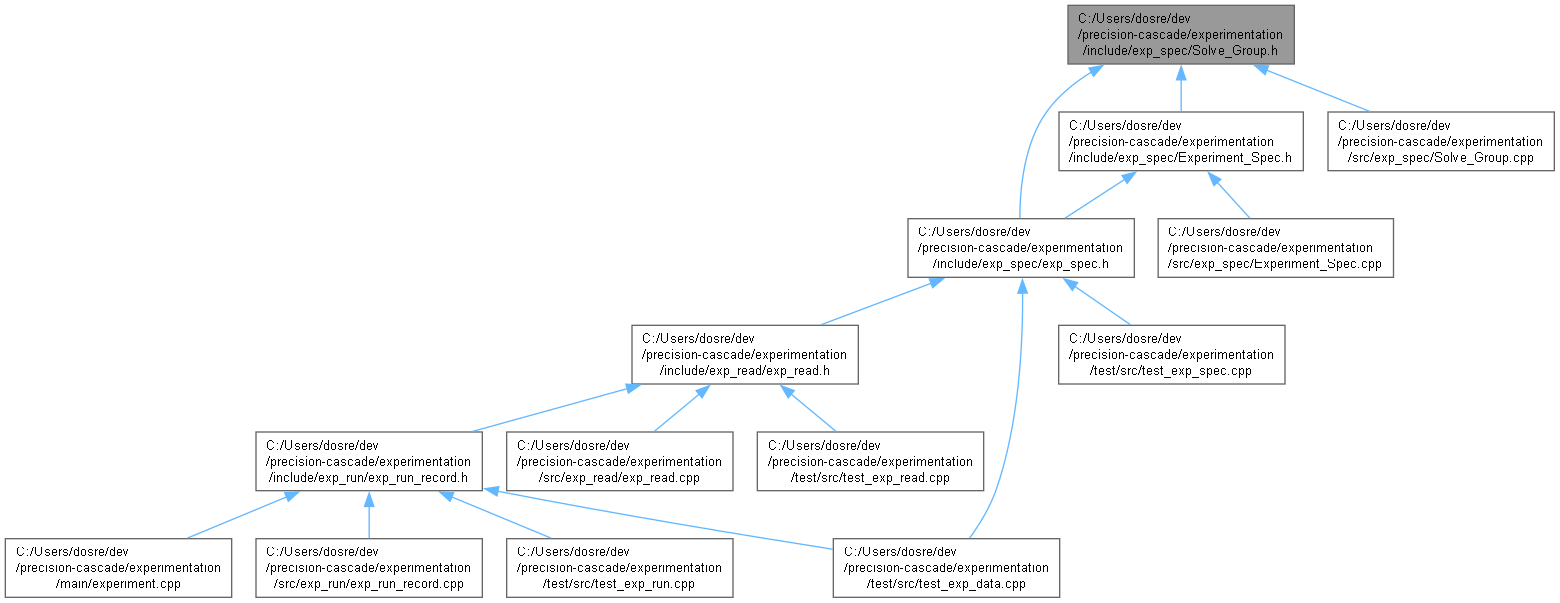 C:/Users/dosre/dev
/precision-cascade/experimentation
/include/exp_spec/Solve_Group.h
C:/Users/dosre/dev
/precision-cascade/experimentation
/include/exp_spec/Experiment_Spec.h
C:/Users/dosre/dev
/precision-cascade/experimentation
/src/exp_spec/Solve_Group.cpp
C:/Users/dosre/dev
/precision-cascade/experimentation
/include/exp_spec/exp_spec.h
C:/Users/dosre/dev
/precision-cascade/experimentation
/src/exp_spec/Experiment_Spec.cpp
C:/Users/dosre/dev
/precision-cascade/experimentation
/include/exp_read/exp_read.h
C:/Users/dosre/dev
/precision-cascade/experimentation
/test/src/test_exp_spec.cpp
C:/Users/dosre/dev
/precision-cascade/experimentation
/include/exp_run/exp_run_record.h
C:/Users/dosre/dev
/precision-cascade/experimentation
/src/exp_read/exp_read.cpp
C:/Users/dosre/dev
/precision-cascade/experimentation
/test/src/test_exp_read.cpp
C:/Users/dosre/dev
/precision-cascade/experimentation
/main/experiment.cpp
C:/Users/dosre/dev
/precision-cascade/experimentation
/src/exp_run/exp_run_record.cpp
C:/Users/dosre/dev
/precision-cascade/experimentation
/test/src/test_exp_run.cpp
C:/Users/dosre/dev
/precision-cascade/experimentation
/test/src/test_exp_data.cpp